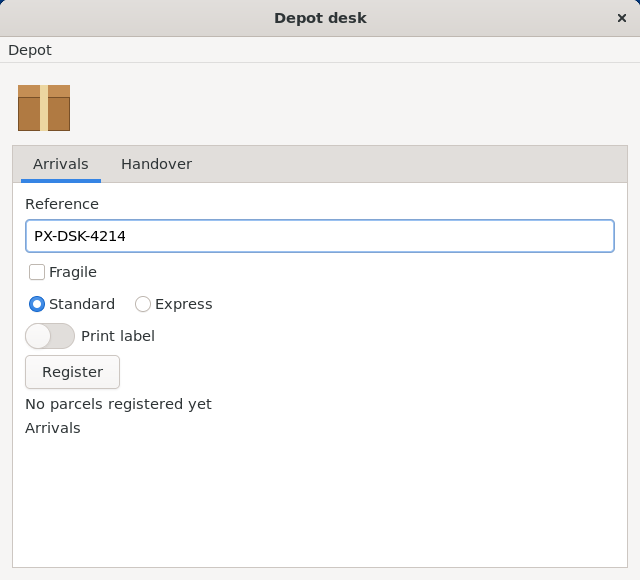 Depot desk
Depot
Arrivals Handover
Reference
PX-DSK-4214
Fragile
Standard Express
Print label
Register
No parcels registered yet
Arrivals